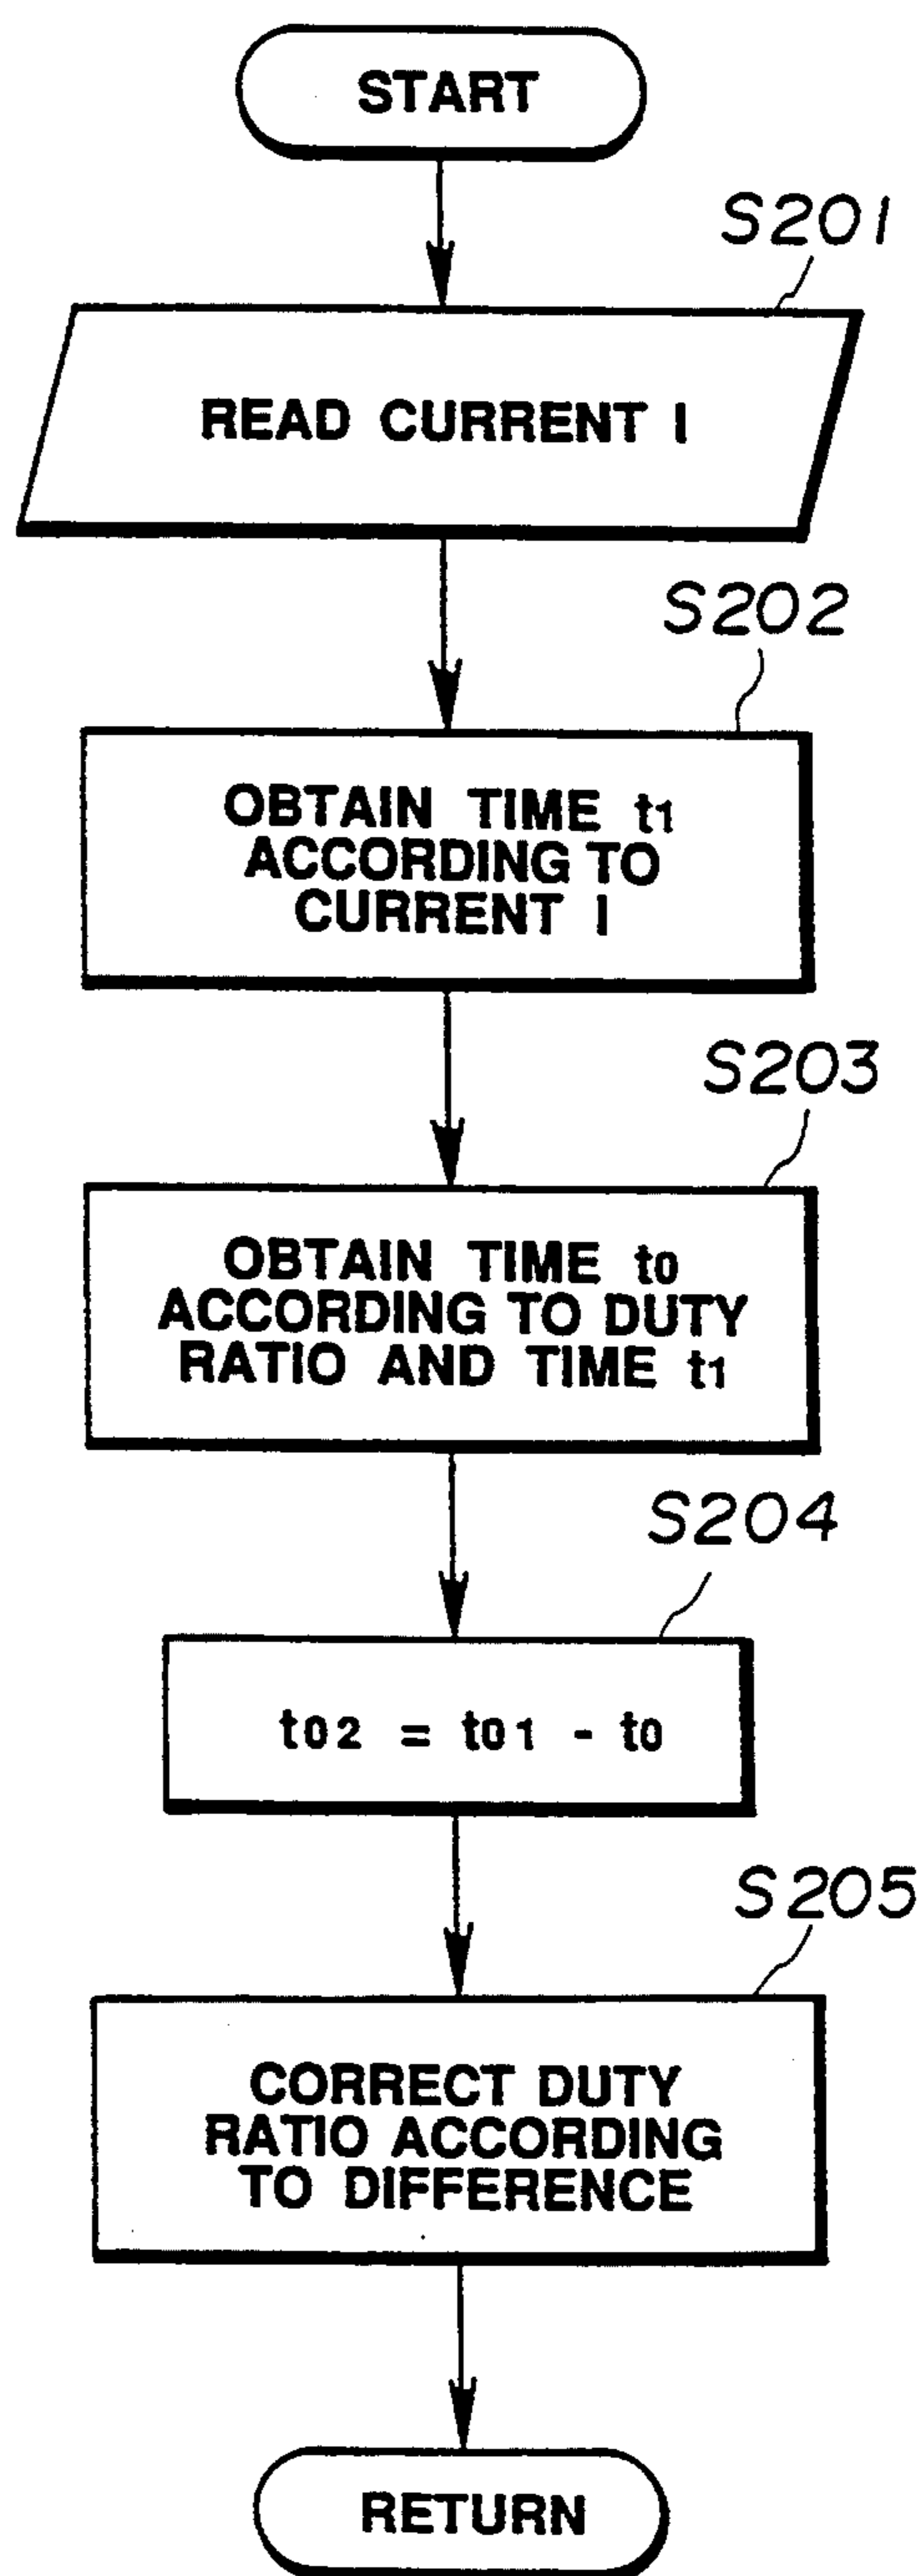 START
S201
READ CURRENT I
S202
OBTAIN TIME t1
ACCORDING TO
CURRENT I
S203
OBTAIN TIME t0
ACCORDING TO DUTY
RATIO AND TIME t1
S204
t02 = t01 - t0
S205
CORRECT DUTY
RATIO ACCORDING
TO DIFFERENCE
RETURN